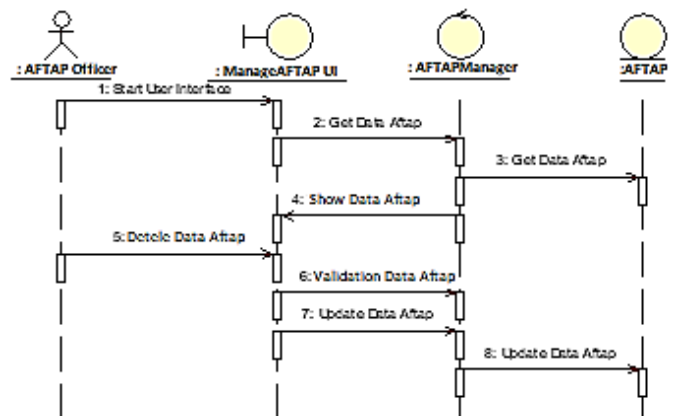 : AFTAP Officer
: ManageAFTAP UI
: AFTAPManager
:AFTAP
1: Start User Interface
2: Get Data Aftap
3: Get Data Aftap
4: Show Data Aftap
5: Detele Data Aftap
6: Validation Data Aftap
7: Update Data Aftap
8: Update Data Aftap